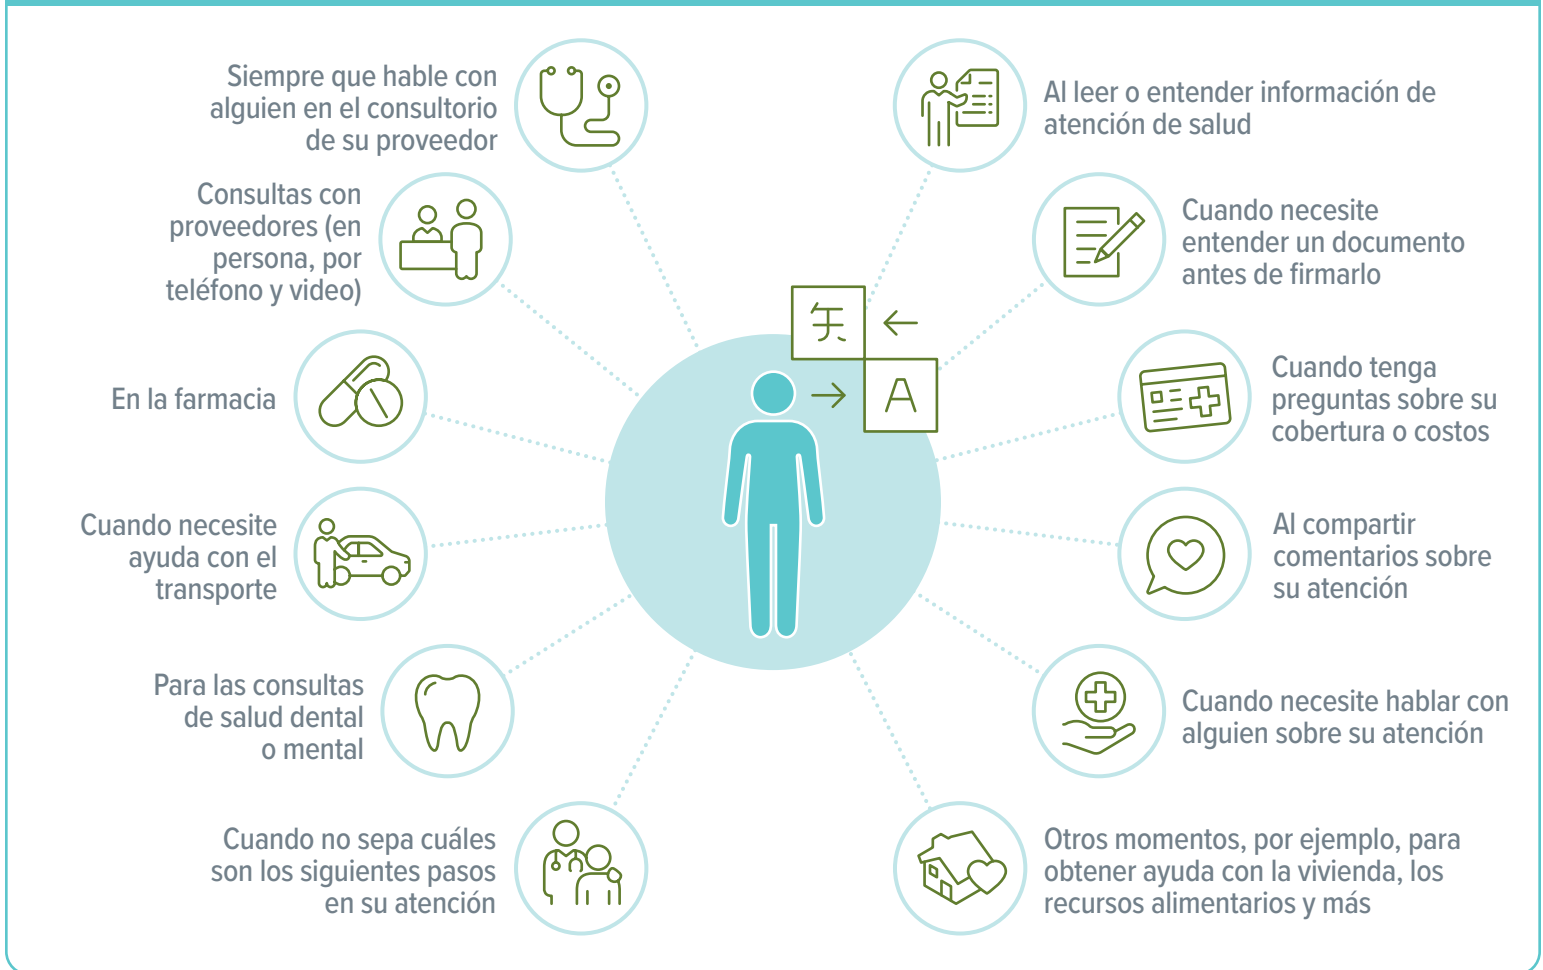 Siempre que hable con
alguien en el consultorio
de su proveedor
Consultas con
proveedores (en
persona, por
teléfono y video)
En la farmacia
Cuando necesite
ayuda con el
transporte
Para las consultas
de salud dental
o mental
Cuando no sepa cuáles
son los siguientes pasos
en su atención
A
Al leer o entender información de
atención de salud
Cuando necesite
entender un documento
antes de firmarlo
Cuando tenga
preguntas sobre su
cobertura o costos
Al compartir
comentarios sobre
su atención
Cuando necesite hablar con
alguien sobre su atención
Otros momentos, por ejemplo, para
obtener ayuda con la vivienda, los
recursos alimentarios y más